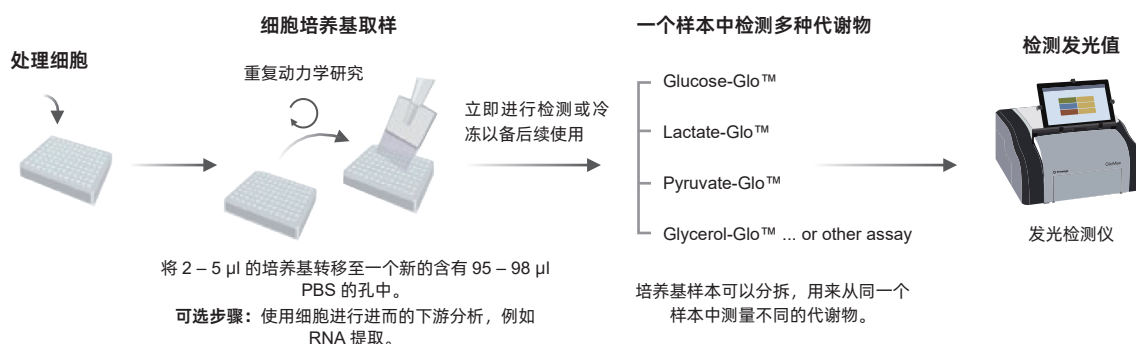 处理细胞
细胞培养基取样
重复动力学研究
立即进行检测或冷
冻以备后续使用
将 2 – 5 µl 的培养基转移至一个新的含有 95 – 98 µl
PBS 的孔中。
可选步骤：使用细胞进行进而的下游分析，例如
RNA 提取。
一个样本中检测多种代谢物
Glucose-Glo™
Lactate-Glo™
Pyruvate-Glo™
Glycerol-Glo™ ... or other assay
培养基样本可以分拆，用来从同一个
样本中测量不同的代谢物。
检测发光值
发光检测仪